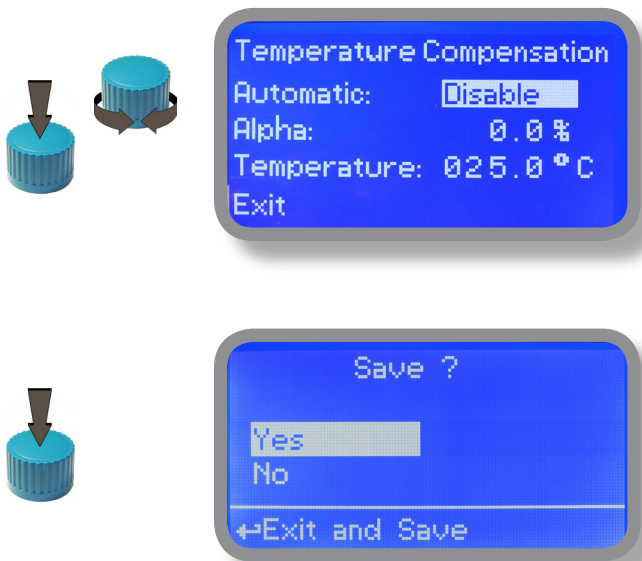 Temperature Compensation
Automatic: Disable
Alpha: 0.0 %
Temperature: 025.0 °C
Exit
Save ?
Yes
No
↵Exit and Save